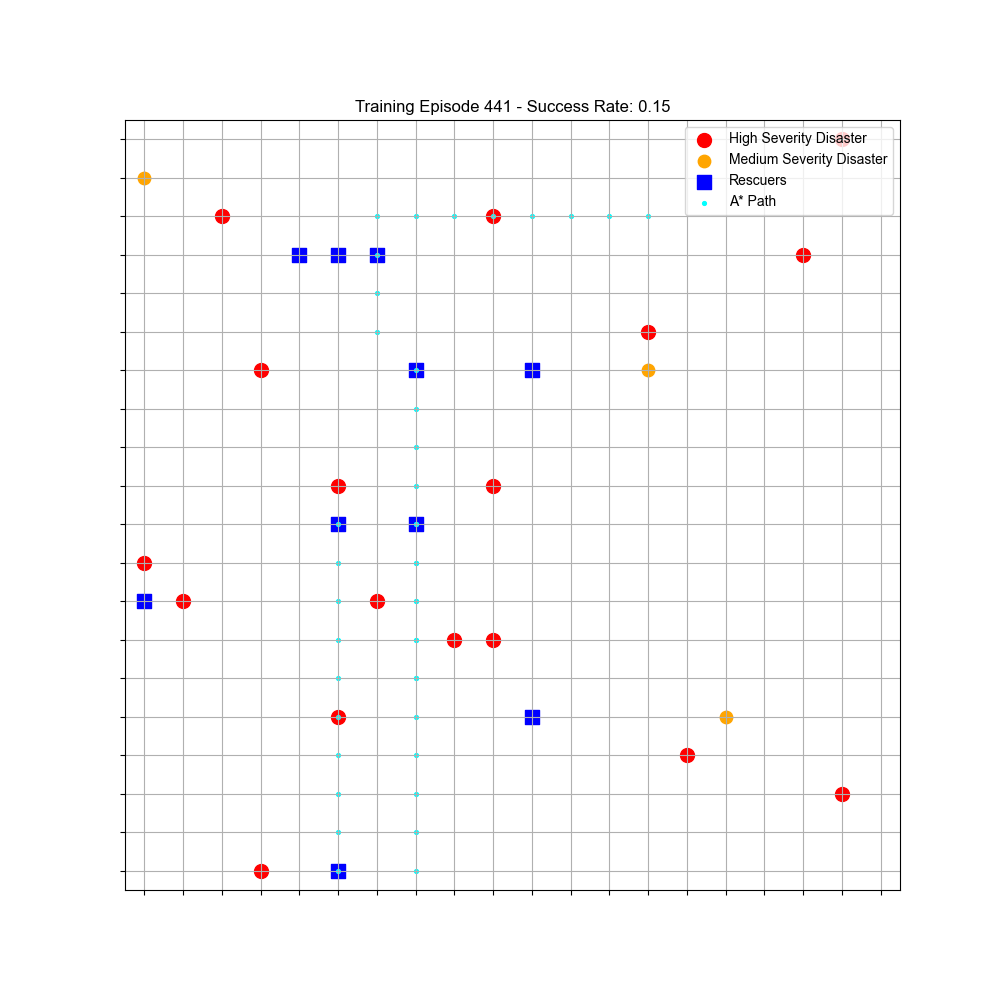 Training Episode 441 - Success Rate: 0.15
High Severity Disaster
Medium Severity Disaster
Rescuers
A* Path